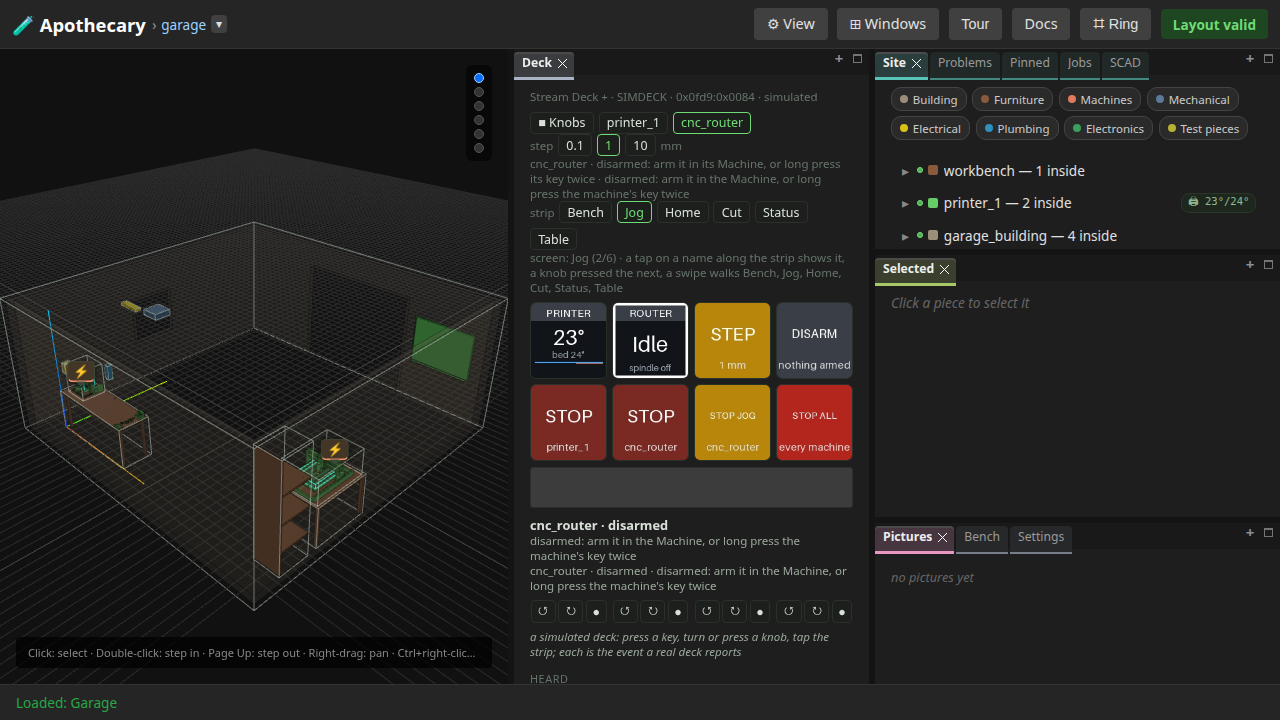 Apothecary › garage ▾
⚙ View
⊞ Windows
Tour
Docs
⌗ Ring
Layout valid
Click: select · Double-click: step in · Page Up: step out · Right-drag: pan · Ctrl+right-clic...
Deck
Stream Deck + · SIMDECK · 0x0fd9:0x0084 · simulated
■ Knobs printer_1 cnc_router
step 0.1 1 10 mm
cnc_router · disarmed: arm it in its Machine, or long press
its key twice · disarmed: arm it in the Machine, or long
press the machine's key twice
strip Bench Jog Home Cut Status
Table
screen: Jog (2/6) · a tap on a name along the strip shows it,
a knob pressed the next, a swipe walks Bench, Jog, Home,
Cut, Status, Table
PRINTER
23°
bed 24°
ROUTER
Idle
spindle off
STEP
1 mm
DISARM
nothing armed
STOP
printer_1
STOP
cnc_router
STOP JOG
cnc_router
STOP ALL
every machine
cnc_router · disarmed
disarmed: arm it in the Machine, or long press the
machine's key twice
cnc_router · disarmed · disarmed: arm it in the Machine, or
long press the machine's key twice
a simulated deck: press a key, turn or press a knob, tap the
strip; each is the event a real deck reports
HEARD
Site Problems Pinned Jobs SCAD
Building Furniture Machines Mechanical
Electrical Plumbing Electronics Test pieces
workbench — 1 inside
printer_1 — 2 inside 23°/24°
garage_building — 4 inside
Selected
Click a piece to select it
Pictures Bench Settings
no pictures yet
Loaded: Garage